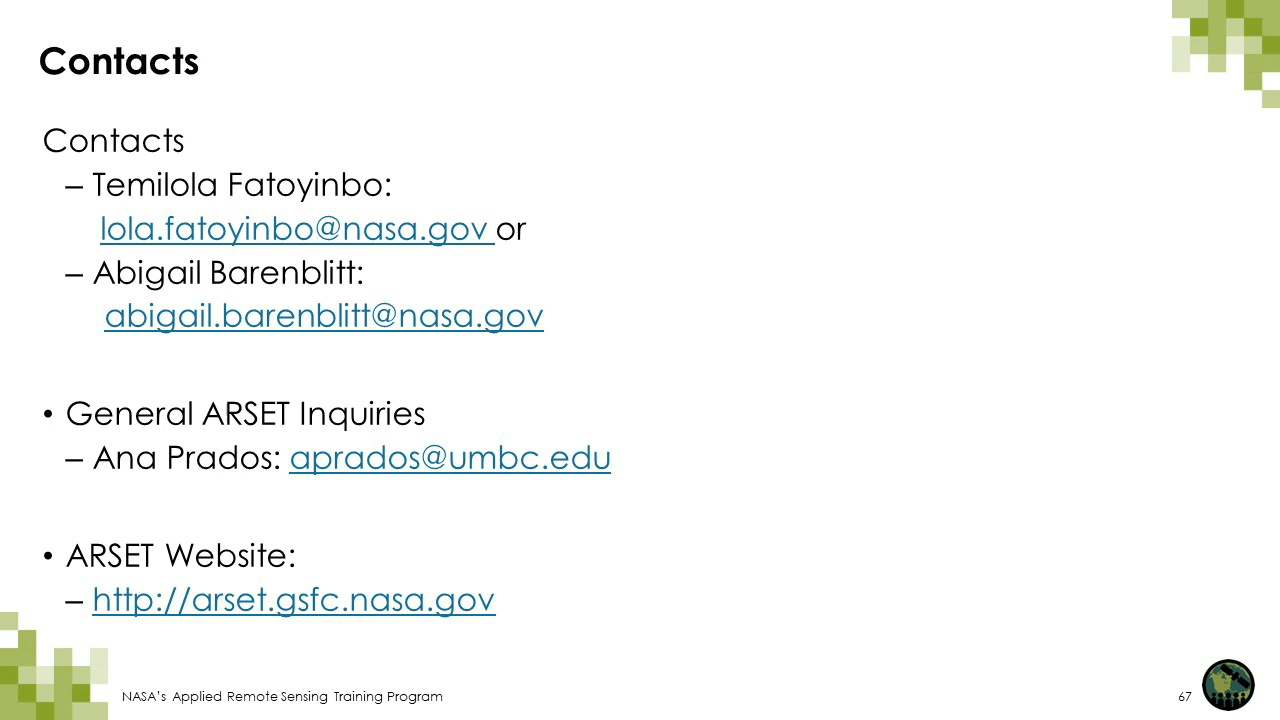 Contacts
Contacts
– Temilola Fatoyinbo:
lola.fatoyinbo@nasa.gov or
– Abigail Barenblitt:
abigail.barenblitt@nasa.gov
• General ARSET Inquiries
– Ana Prados: aprados@umbc.edu
• ARSET Website:
– http://arset.gsfc.nasa.gov
NASA's Applied Remote Sensing Training Program
67